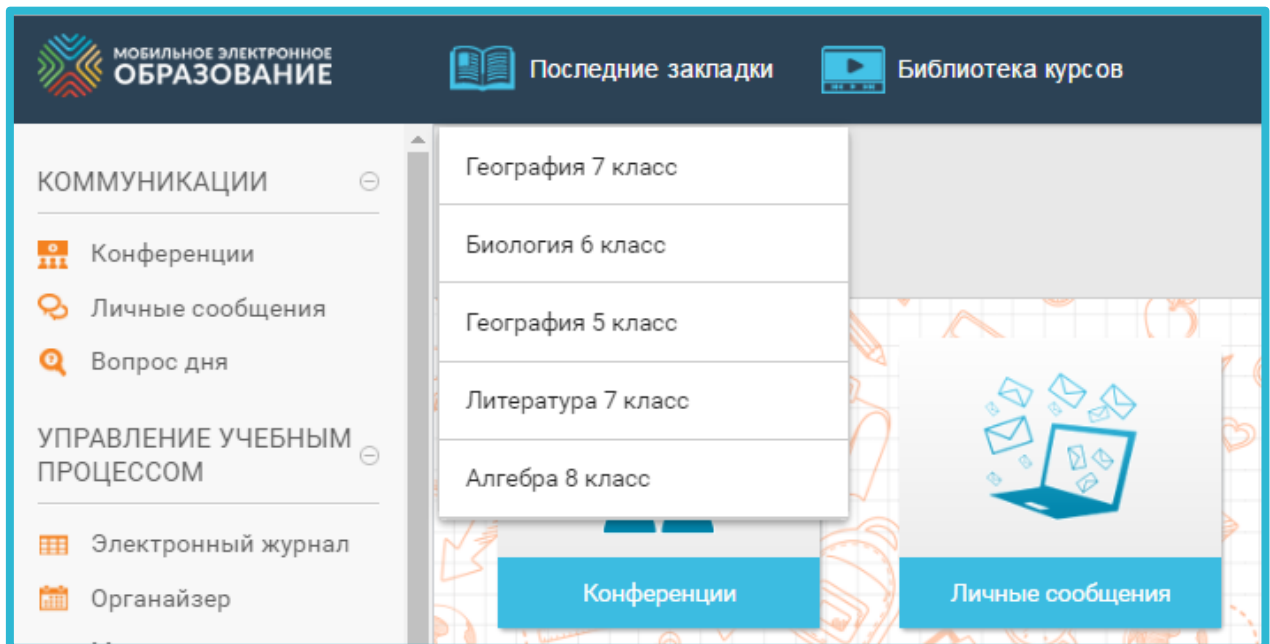 МОБИЛЬНОЕ ЭЛЕКТРОННОЕ
ОБРАЗОВАНИЕ
Последние закладки
Библиотека курсов
КОММУНИКАЦИИ
Конференции
Личные сообщения
Вопрос дня
УПРАВЛЕНИЕ УЧЕБНЫМ
ПРОЦЕССОМ
Электронный журнал
Органайзер
География 7 класс
Биология 6 класс
География 5 класс
Литература 7 класс
Алгебра 8 класс
Конференции
Личные сообщения